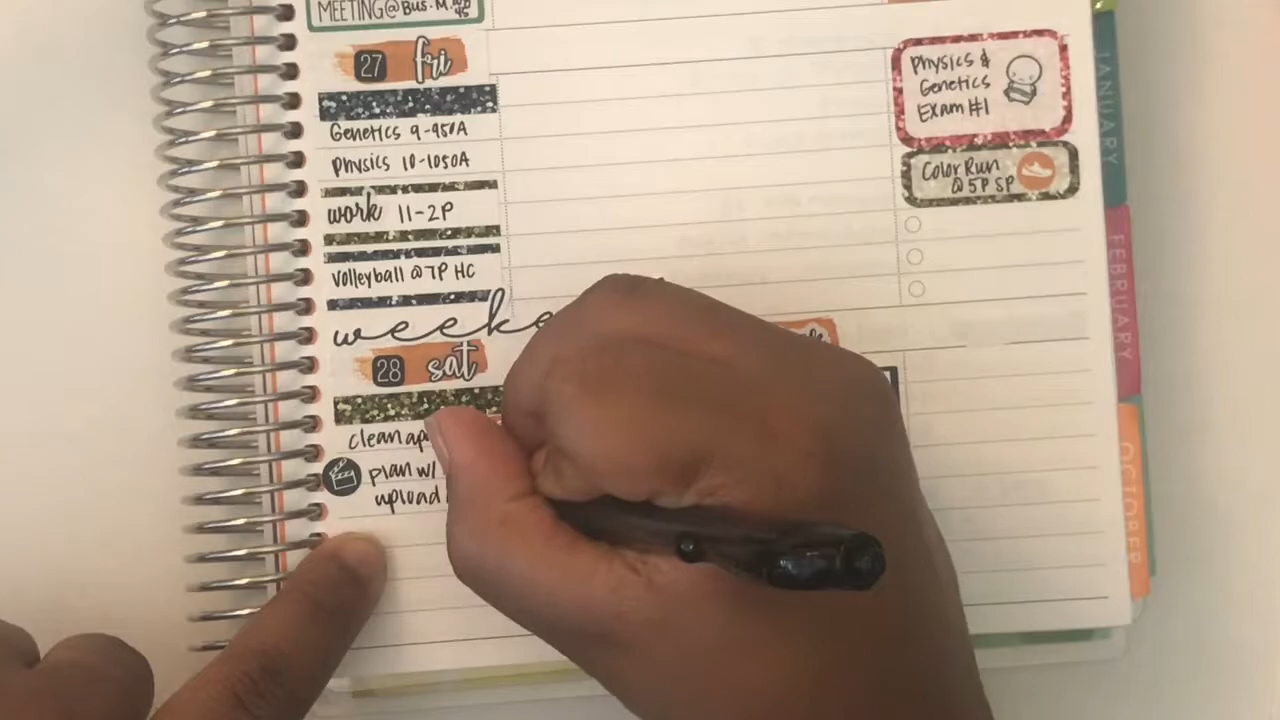 MEETING@BUS.M.
27 fri
Genetics 9-950A
Physics 10-1050A
work 11-2P
Volleyball @7P HC
weeke
28 sat
clean
plan w/
upload
Physics &
Genetics
Exam #1
Color Run
@ 5P SP
JANUARY
FEBRUARY
OCTOBER